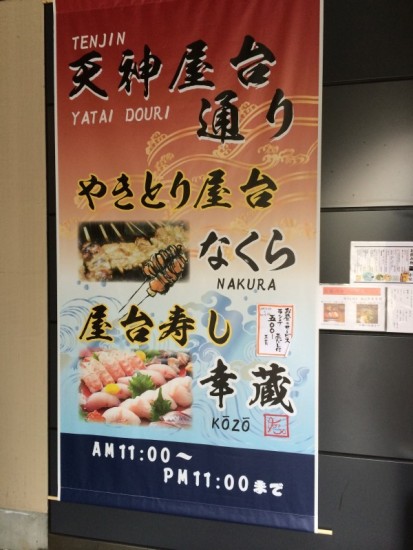 TENJIN
天神屋台
YATAI DOURI
通り
やきとり屋台
なくら
NAKURA
屋台寿し
幸蔵
KŌZŌ
AM11:00～
PM11:00まで